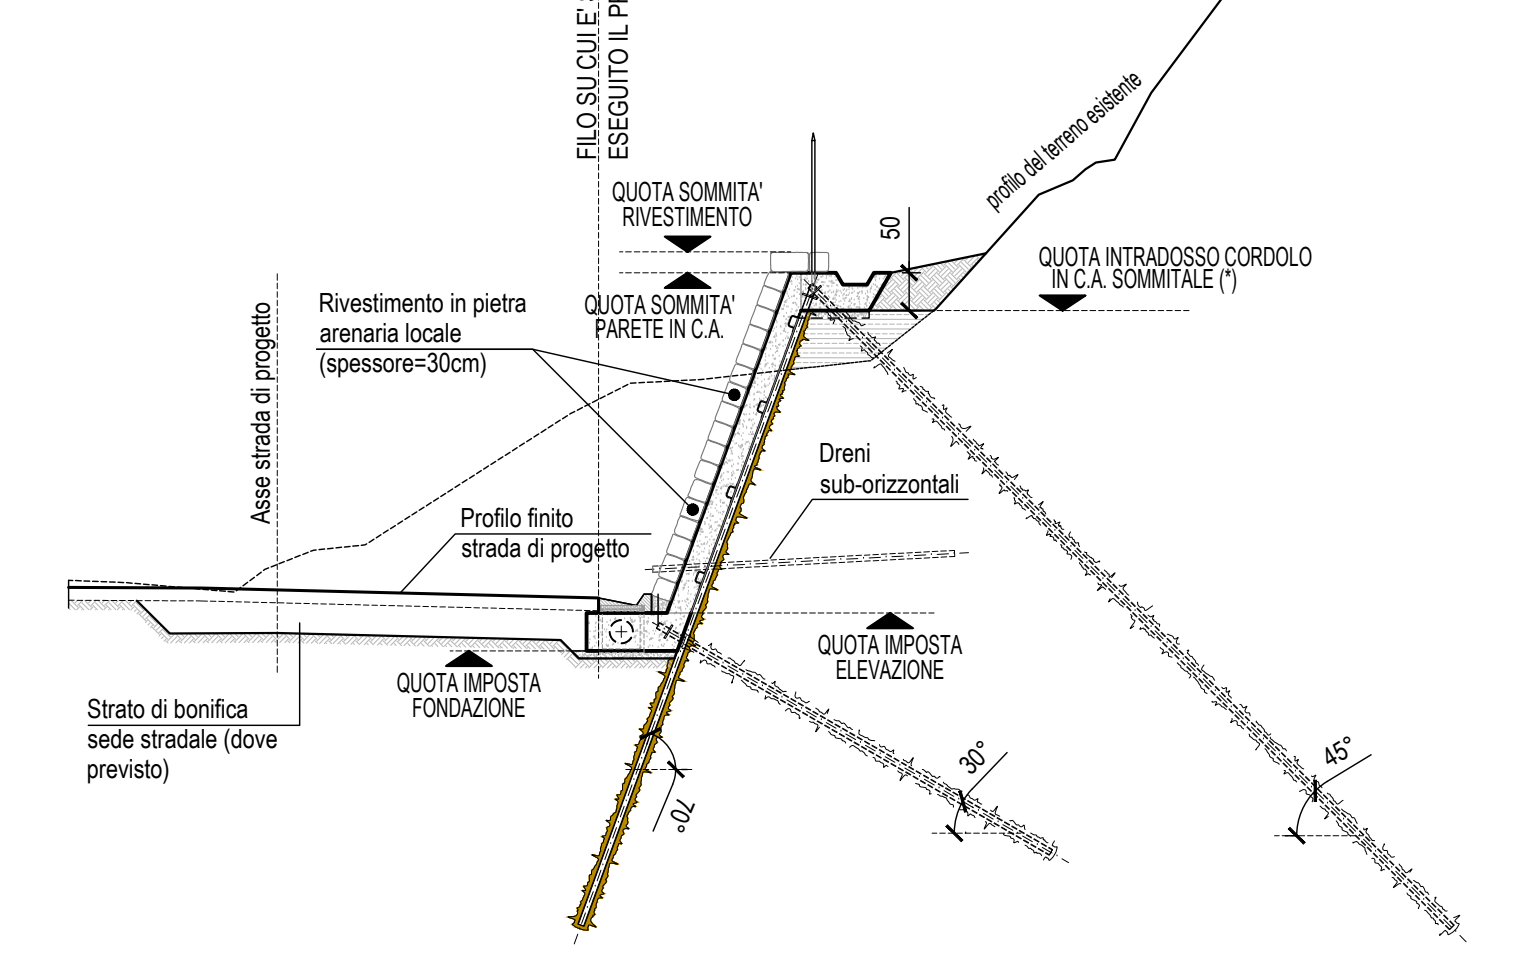 FILO SU CUI E'
ESEGUITO IL
profilo del terreno esistente
QUOTA SOMMITA'
RIVESTIMENTO
50
QUOTA INTRADOSSO CORDOLO
IN C.A. SOMMITALE (*)
QUOTA SOMMITA'
PARETE IN C.A.
Rivestimento in pietra
arenaria locale
(spessore=30cm)
Asse strada di progetto
Dreni
sub-orizzontali
Profilo finito
strada di progetto
QUOTA IMPOSTA
ELEVAZIONE
QUOTA IMPOSTA
FONDAZIONE
Strato di bonifica
sede stradale (dove
previsto)
70°
30°
45°